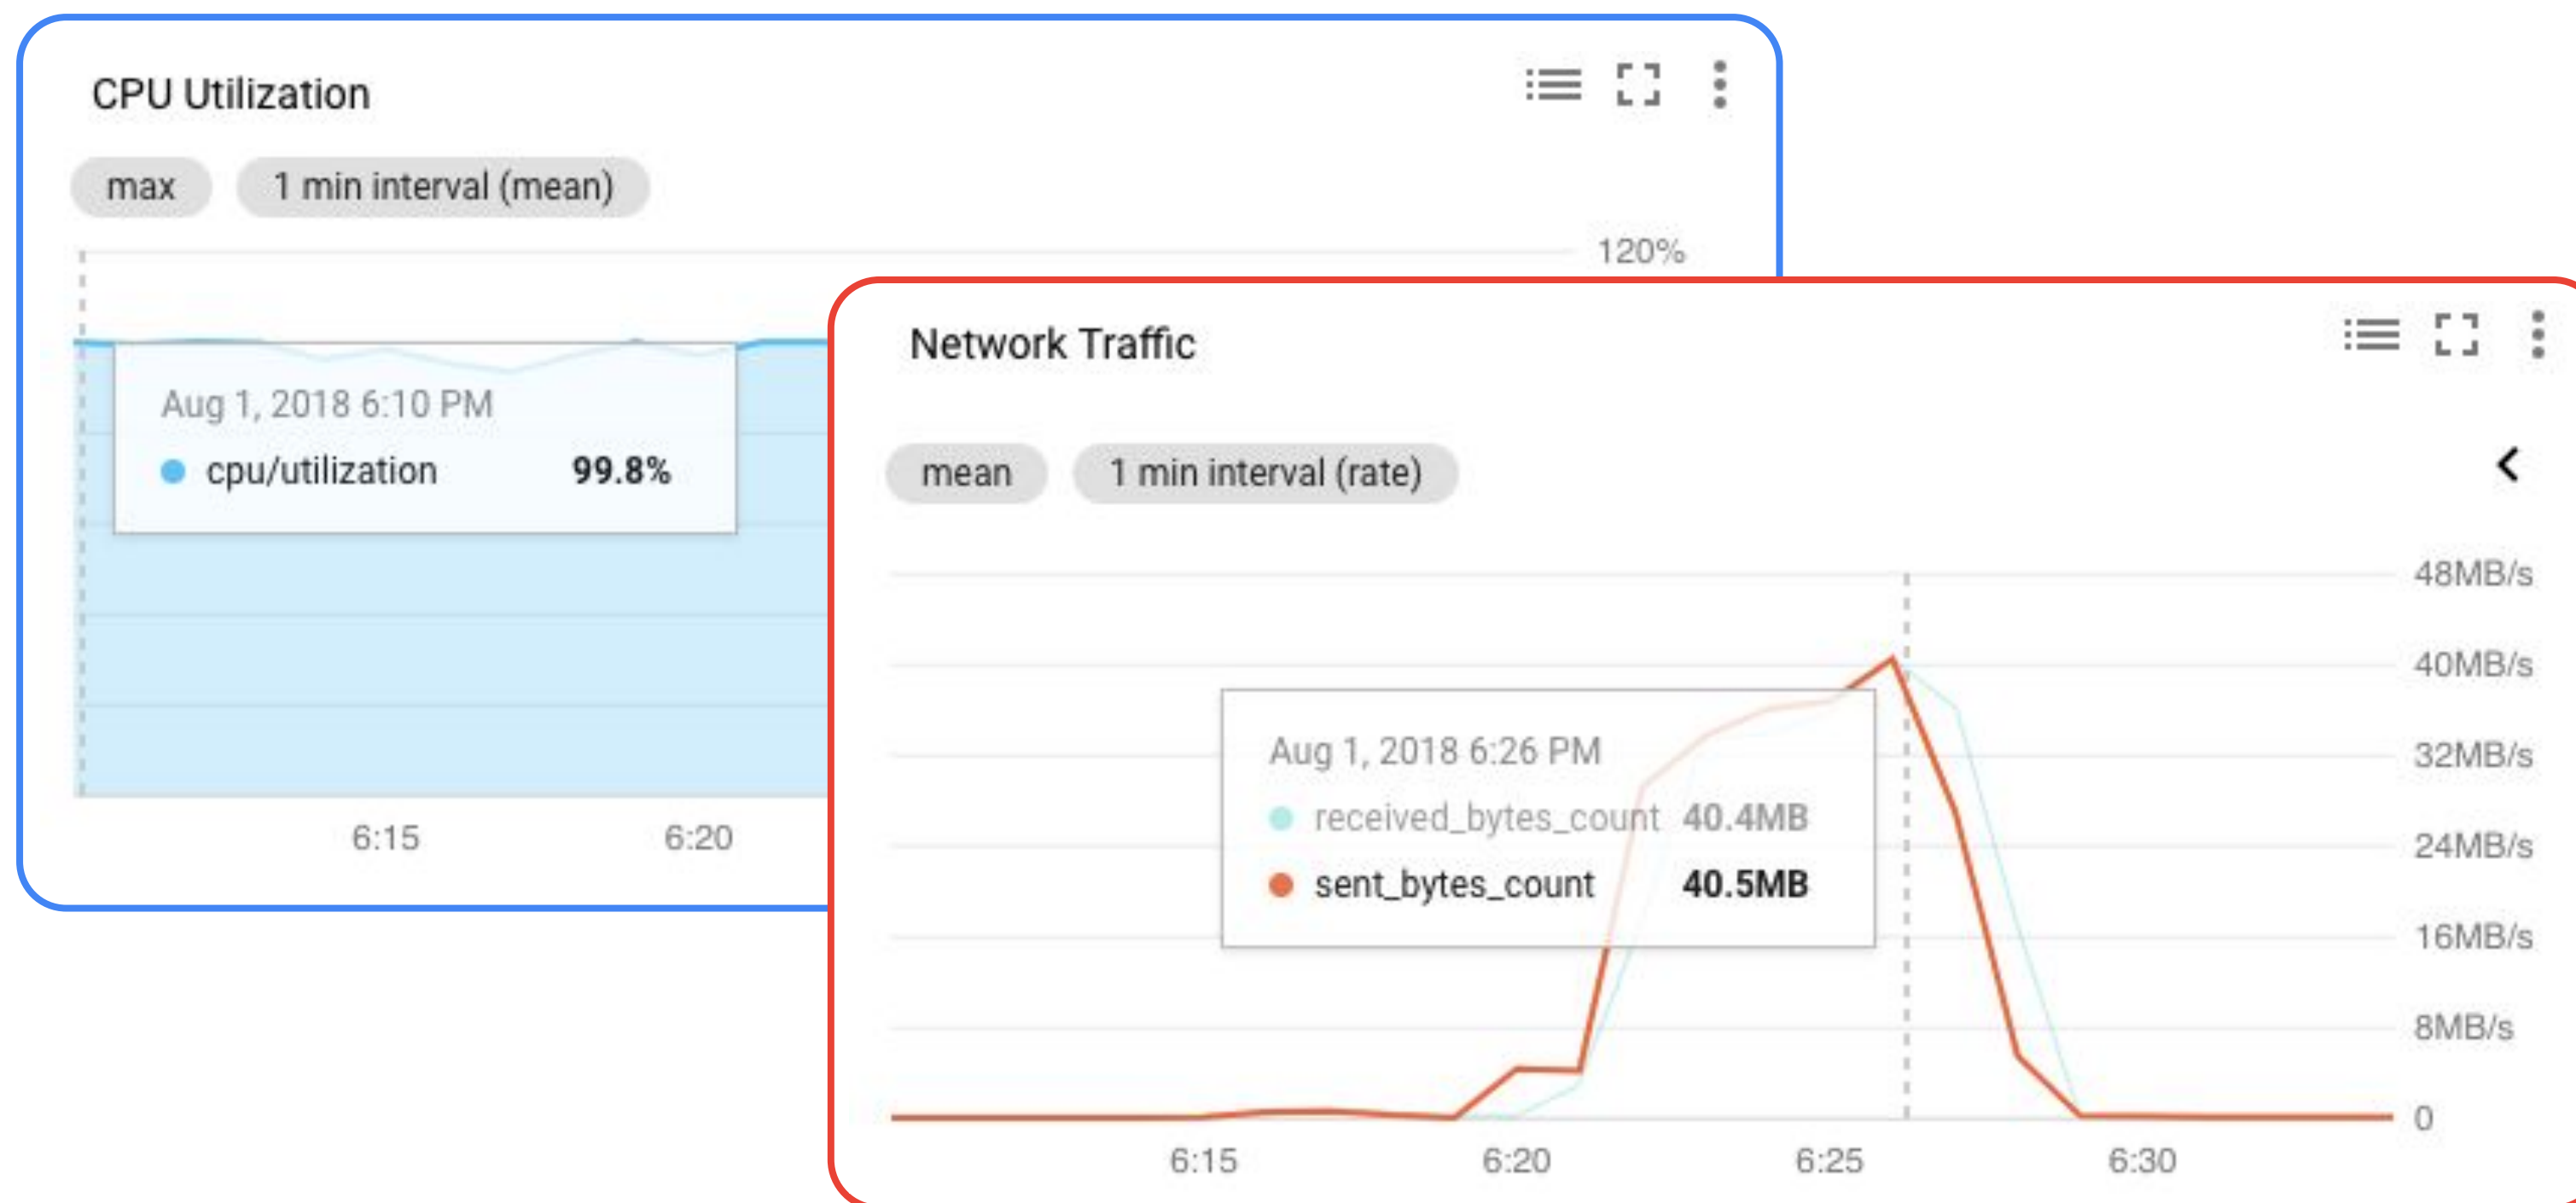 CPU Utilization
max 1 min interval (mean)
120%
Aug 1, 2018 6:10 PM
cpu/utilization 99.8%
6:15 6:20
Network Traffic
mean 1 min interval (rate)
48MB/s
40MB/s
Aug 1, 2018 6:26 PM
32MB/s
received_bytes_count 40.4MB
24MB/s
sent_bytes_count 40.5MB
16MB/s
8MB/s
0
6:15 6:20 6:25 6:30